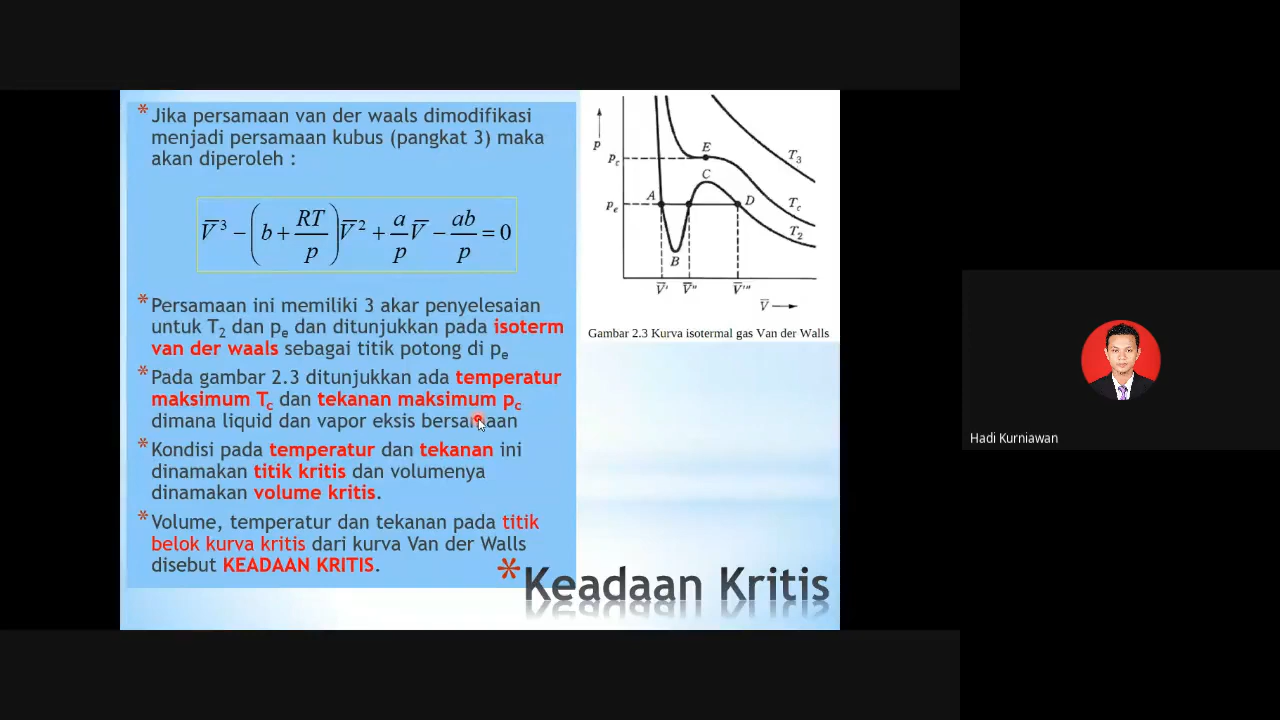 * Jika persamaan van der waals dimodifikasi
menjadi persamaan kubus (pangkat 3) maka
akan diperoleh :
V̅³ − (b + RT/p) V̅² + a/p V̅ − ab/p = 0
* Persamaan ini memiliki 3 akar penyelesaian
untuk T₂ dan pₑ dan ditunjukkan pada isoterm
van der waals sebagai titik potong di pₑ
* Pada gambar 2.3 ditunjukkan ada temperatur
maksimum T_c dan tekanan maksimum p_c
dimana liquid dan vapor eksis bersamaan
* Kondisi pada temperatur dan tekanan ini
dinamakan titik kritis dan volumenya
dinamakan volume kritis.
* Volume, temperatur dan tekanan pada titik
belok kurva kritis dari kurva Van der Walls
disebut KEADAAN KRITIS.
p
p_c
pₑ
A
B
C
D
E
T₃
T_c
T₂
V̅' V̅'' V̅'''
V̅
Gambar 2.3 Kurva isotermal gas Van der Walls
* Keadaan Kritis
Hadi Kurniawan